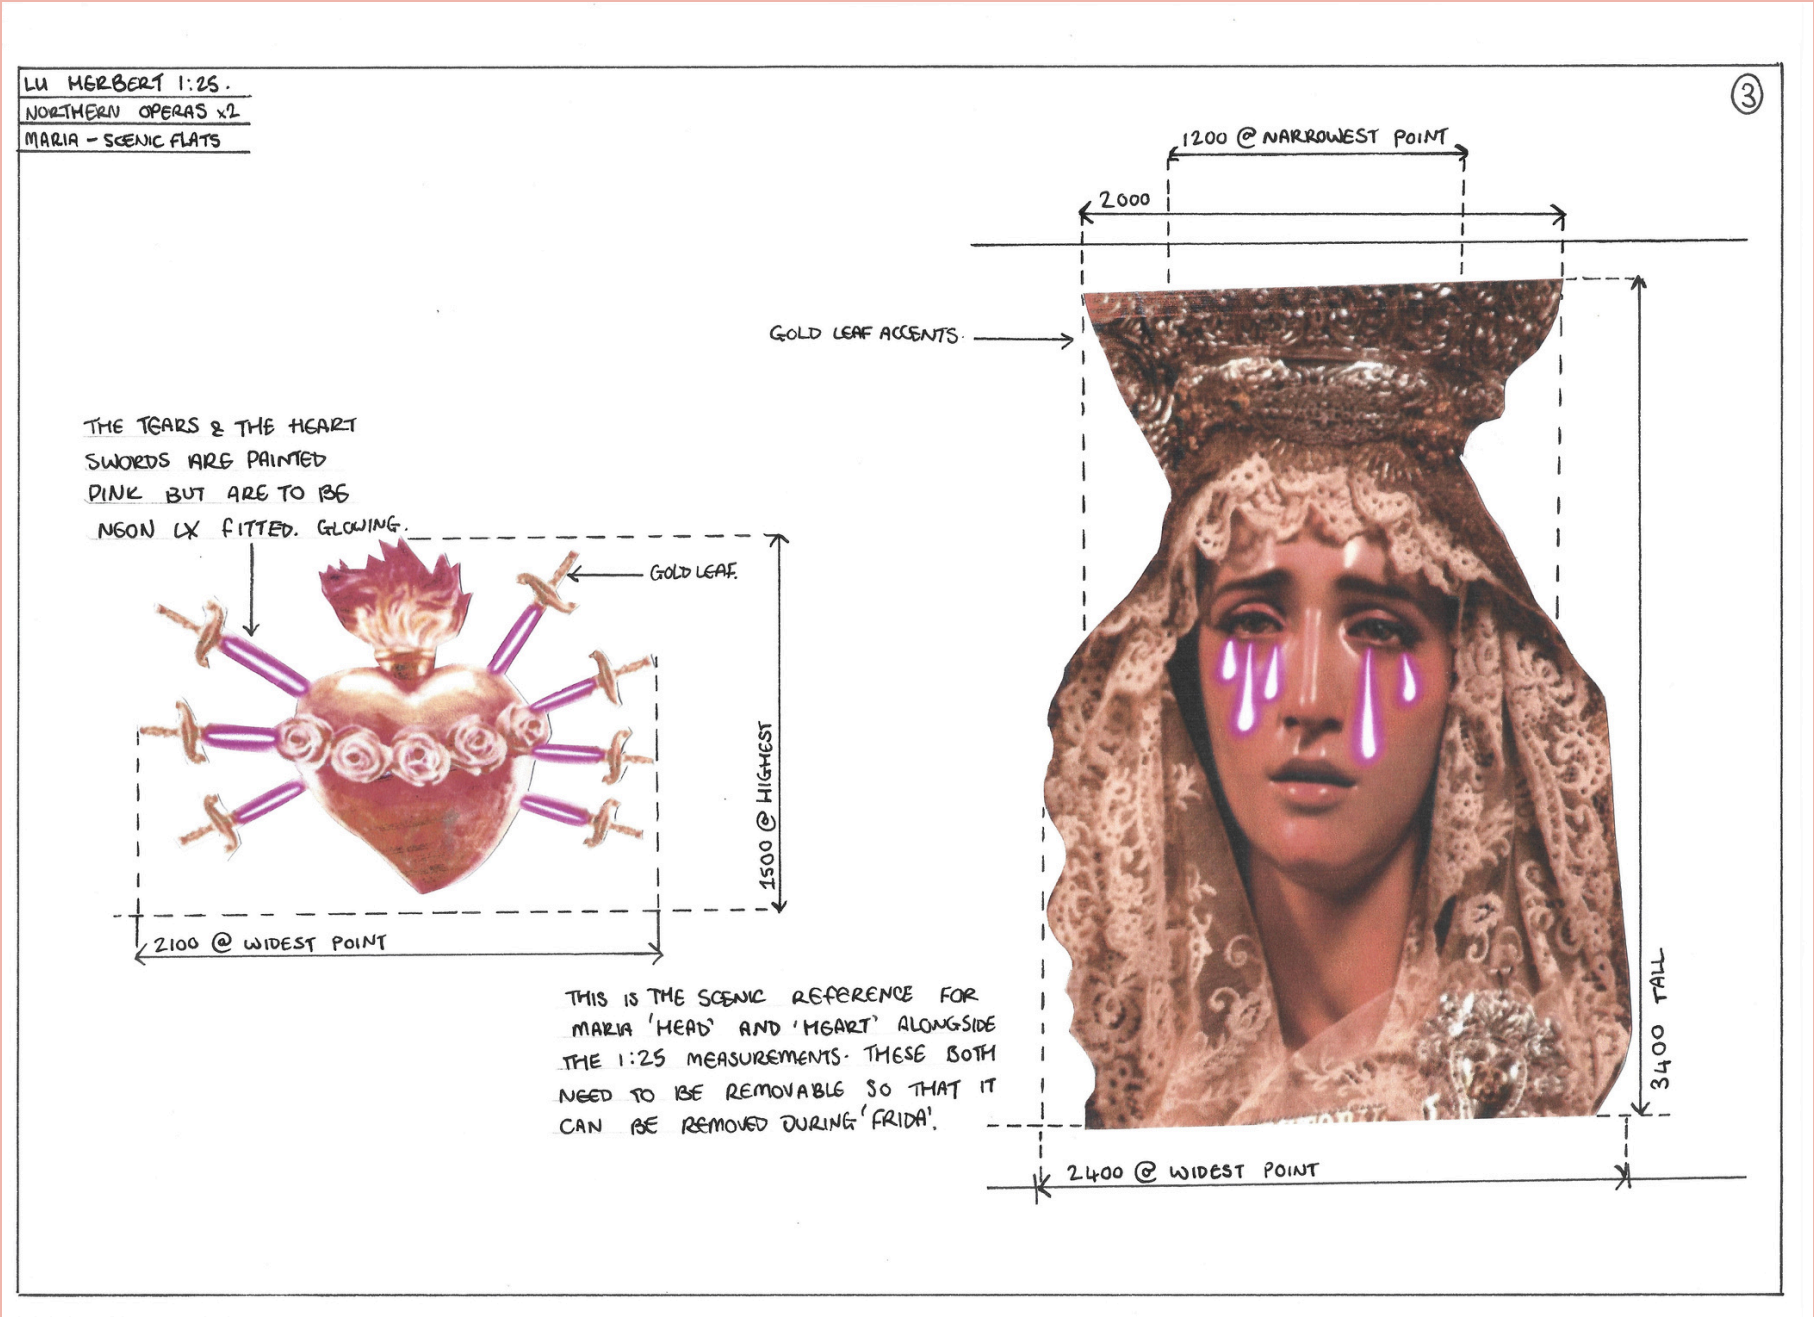 LU HERBERT 1:25.
NORTHERN OPERAS x2
MARIA - SCENIC FLATS
3
1200 @ NARROWEST POINT
2000
GOLD LEAF ACCENTS.
THE TEARS & THE HEART
SWORDS ARE PAINTED
PINK BUT ARE TO BE
NEON LX FITTED. GLOWING.
GOLD LEAF.
1500 @ HIGHEST
2100 @ WIDEST POINT
THIS IS THE SCENIC REFERENCE FOR
MARIA 'HEAD' AND 'HEART' ALONGSIDE
THE 1:25 MEASUREMENTS. THESE BOTH
NEED TO BE REMOVABLE SO THAT IT
CAN BE REMOVED DURING 'FRIDA'.
3400 TALL
2400 @ WIDEST POINT